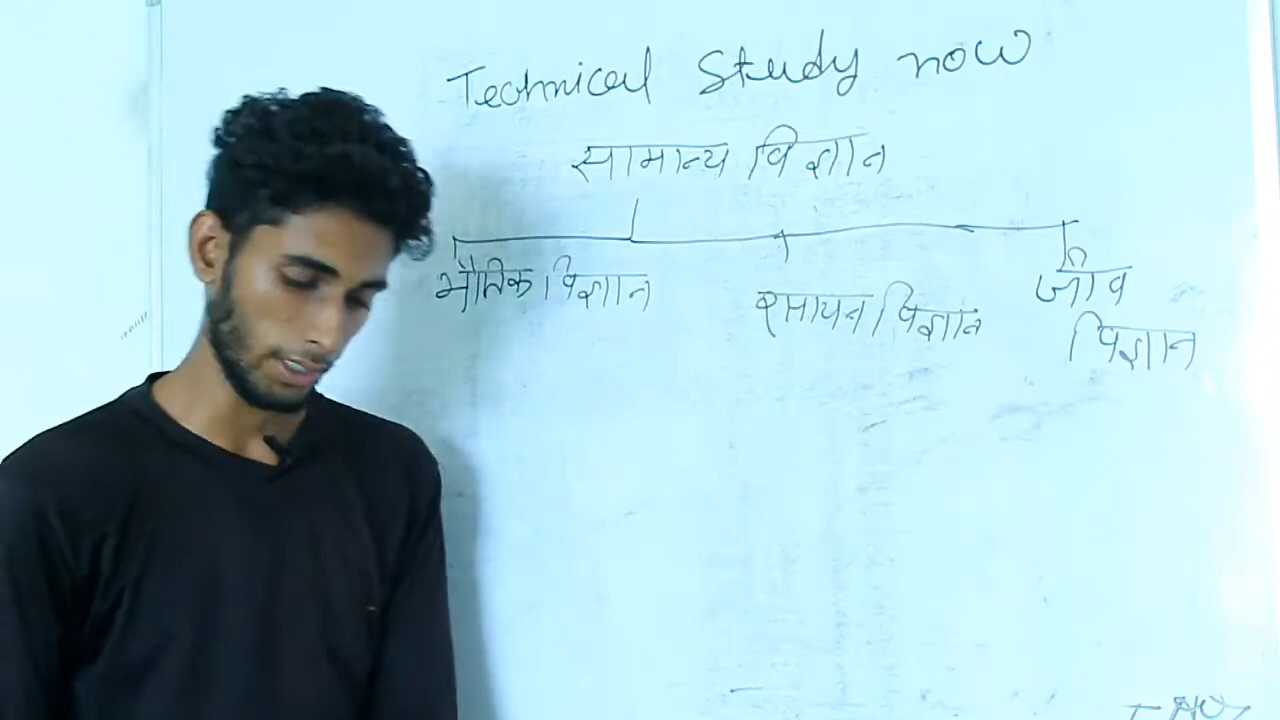 Technical Study now
सामान्य विज्ञान
भौतिक विज्ञान
रसायन विज्ञान
जीव
विज्ञान